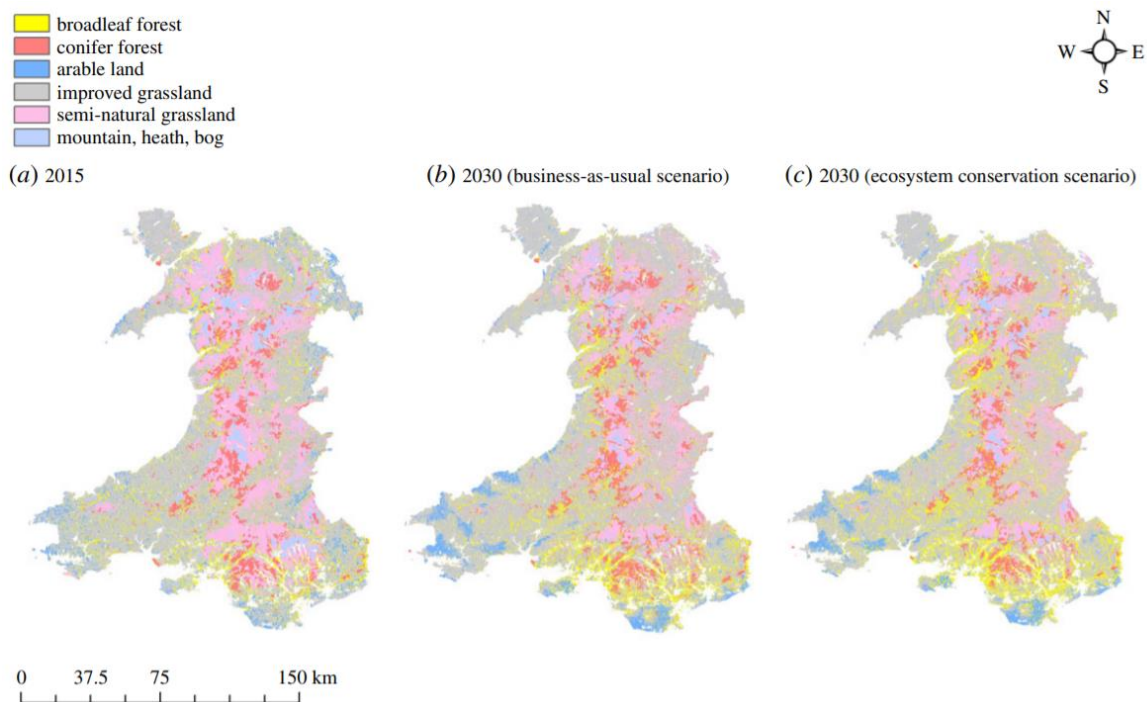 broadleaf forest
conifer forest
arable land
improved grassland
semi-natural grassland
mountain, heath, bog
N
W E
S
(a) 2015
(b) 2030 (business-as-usual scenario)
(c) 2030 (ecosystem conservation scenario)
0 37.5 75 150 km